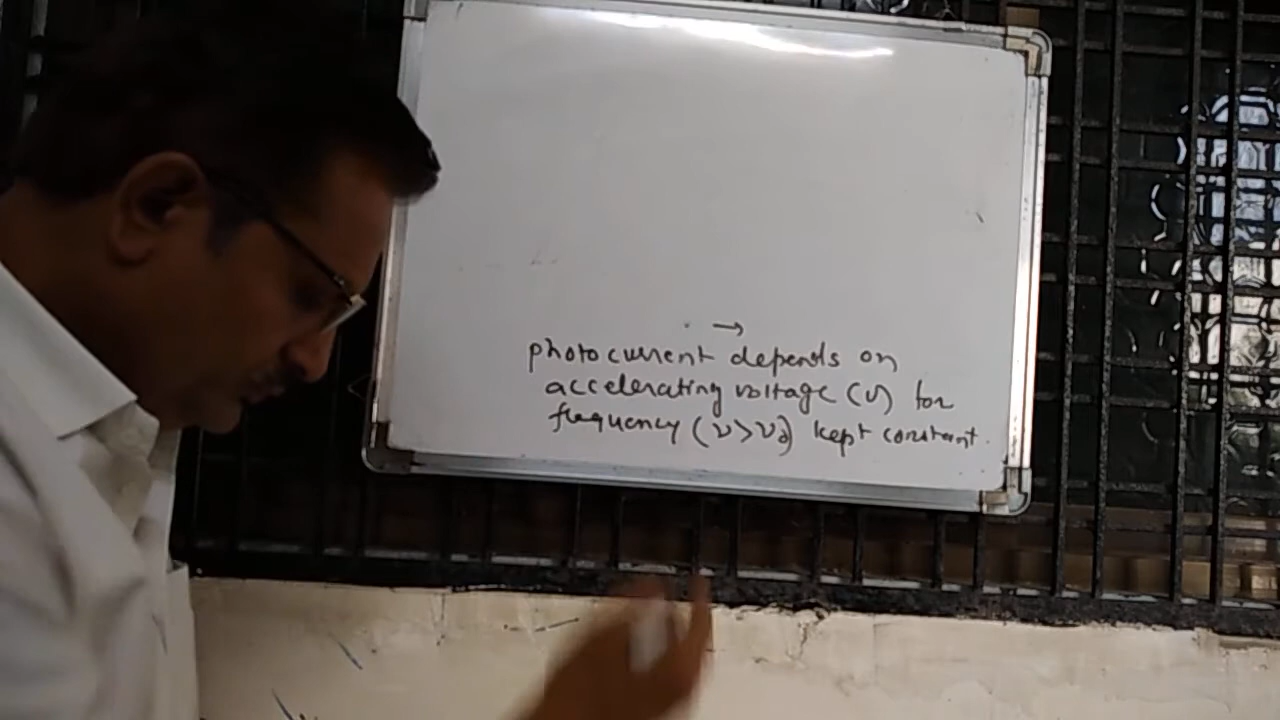 →
photocurrent depends on
accelerating voltage (v) for
frequency (ν>ν₀) kept constant.